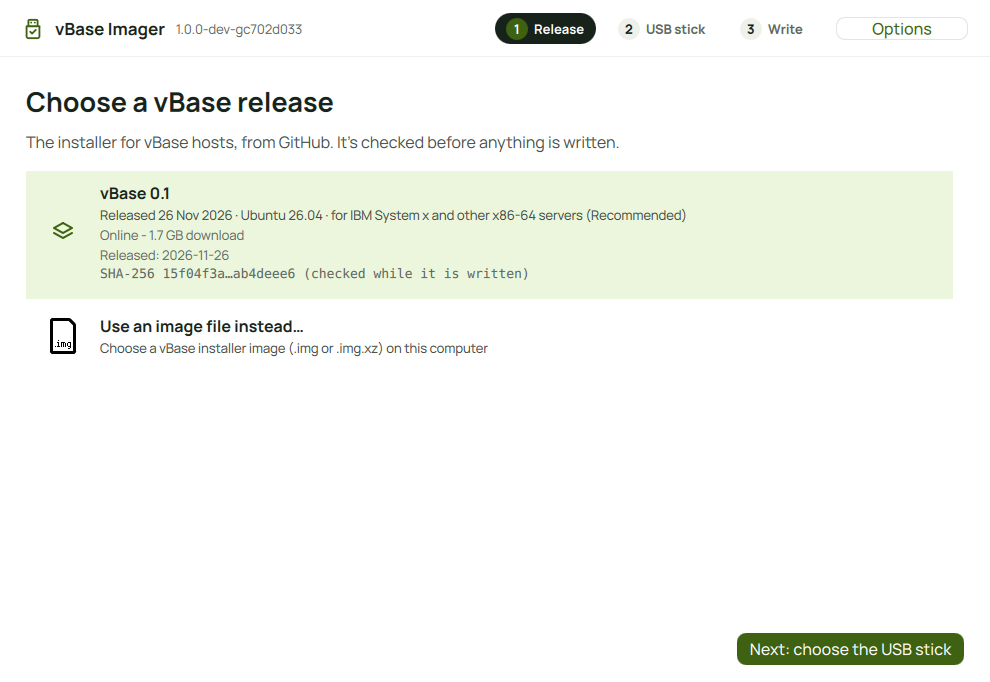 vBase Imager 1.0.0-dev-gc702d033
1 Release 2 USB stick 3 Write Options
Choose a vBase release
The installer for vBase hosts, from GitHub. It's checked before anything is written.
vBase 0.1
Released 26 Nov 2026 · Ubuntu 26.04 · for IBM System x and other x86-64 servers (Recommended)
Online - 1.7 GB download
Released: 2026-11-26
SHA-256 15f04f3a…ab4deee6 (checked while it is written)
.img
Use an image file instead…
Choose a vBase installer image (.img or .img.xz) on this computer
Next: choose the USB stick